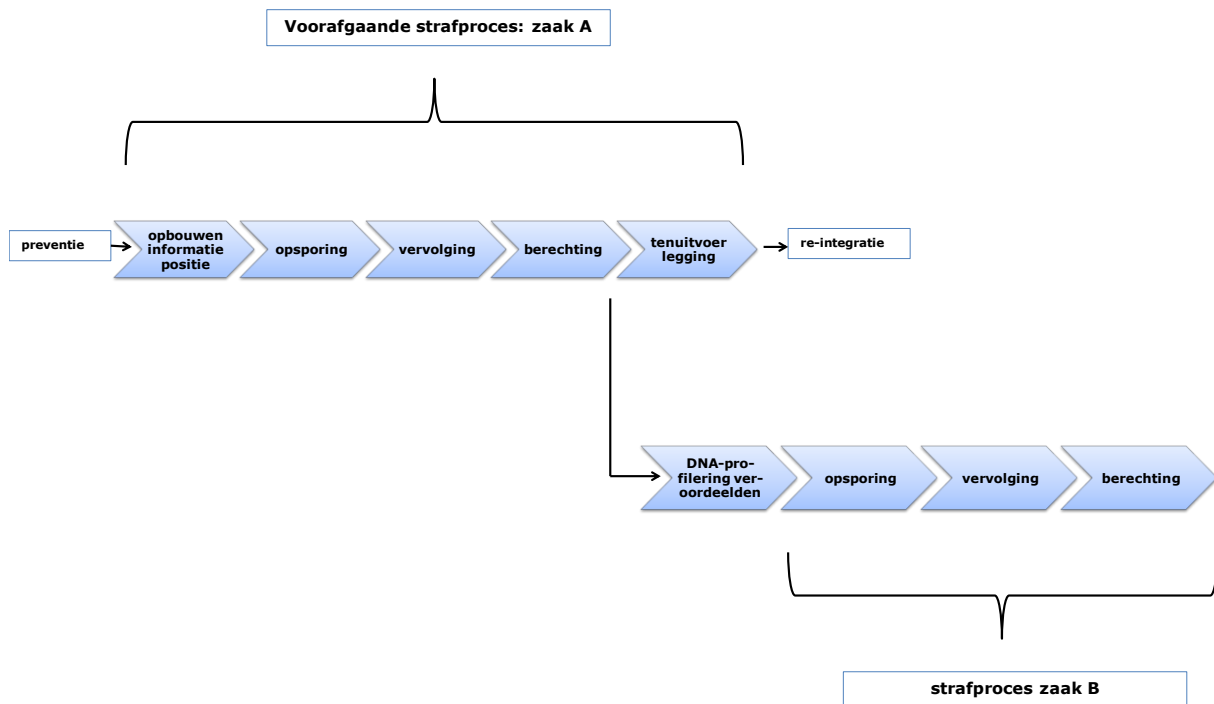 Voorafgaande strafproces: zaak A
preventie
opbouwen
informatie
positie
opsporing
vervolging
berechting
tenuitvoer
legging
re-integratie
DNA-pro-
filering ver-
oordeelden
opsporing
vervolging
berechting
strafproces zaak B